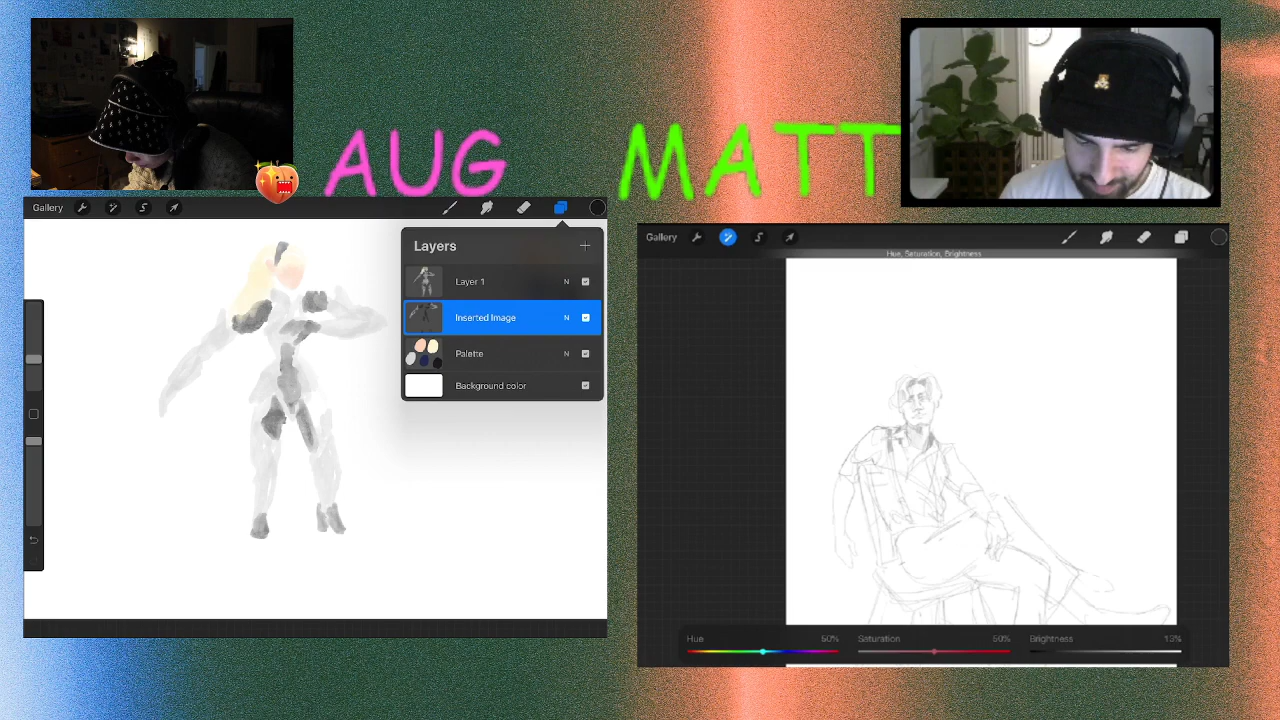 AUG
MATT
Gallery
Layers
Layer 1 N
Inserted Image N
Palette N
Background color
Gallery
Hue, Saturation, Brightness
Hue 50% Saturation 50% Brightness 13%